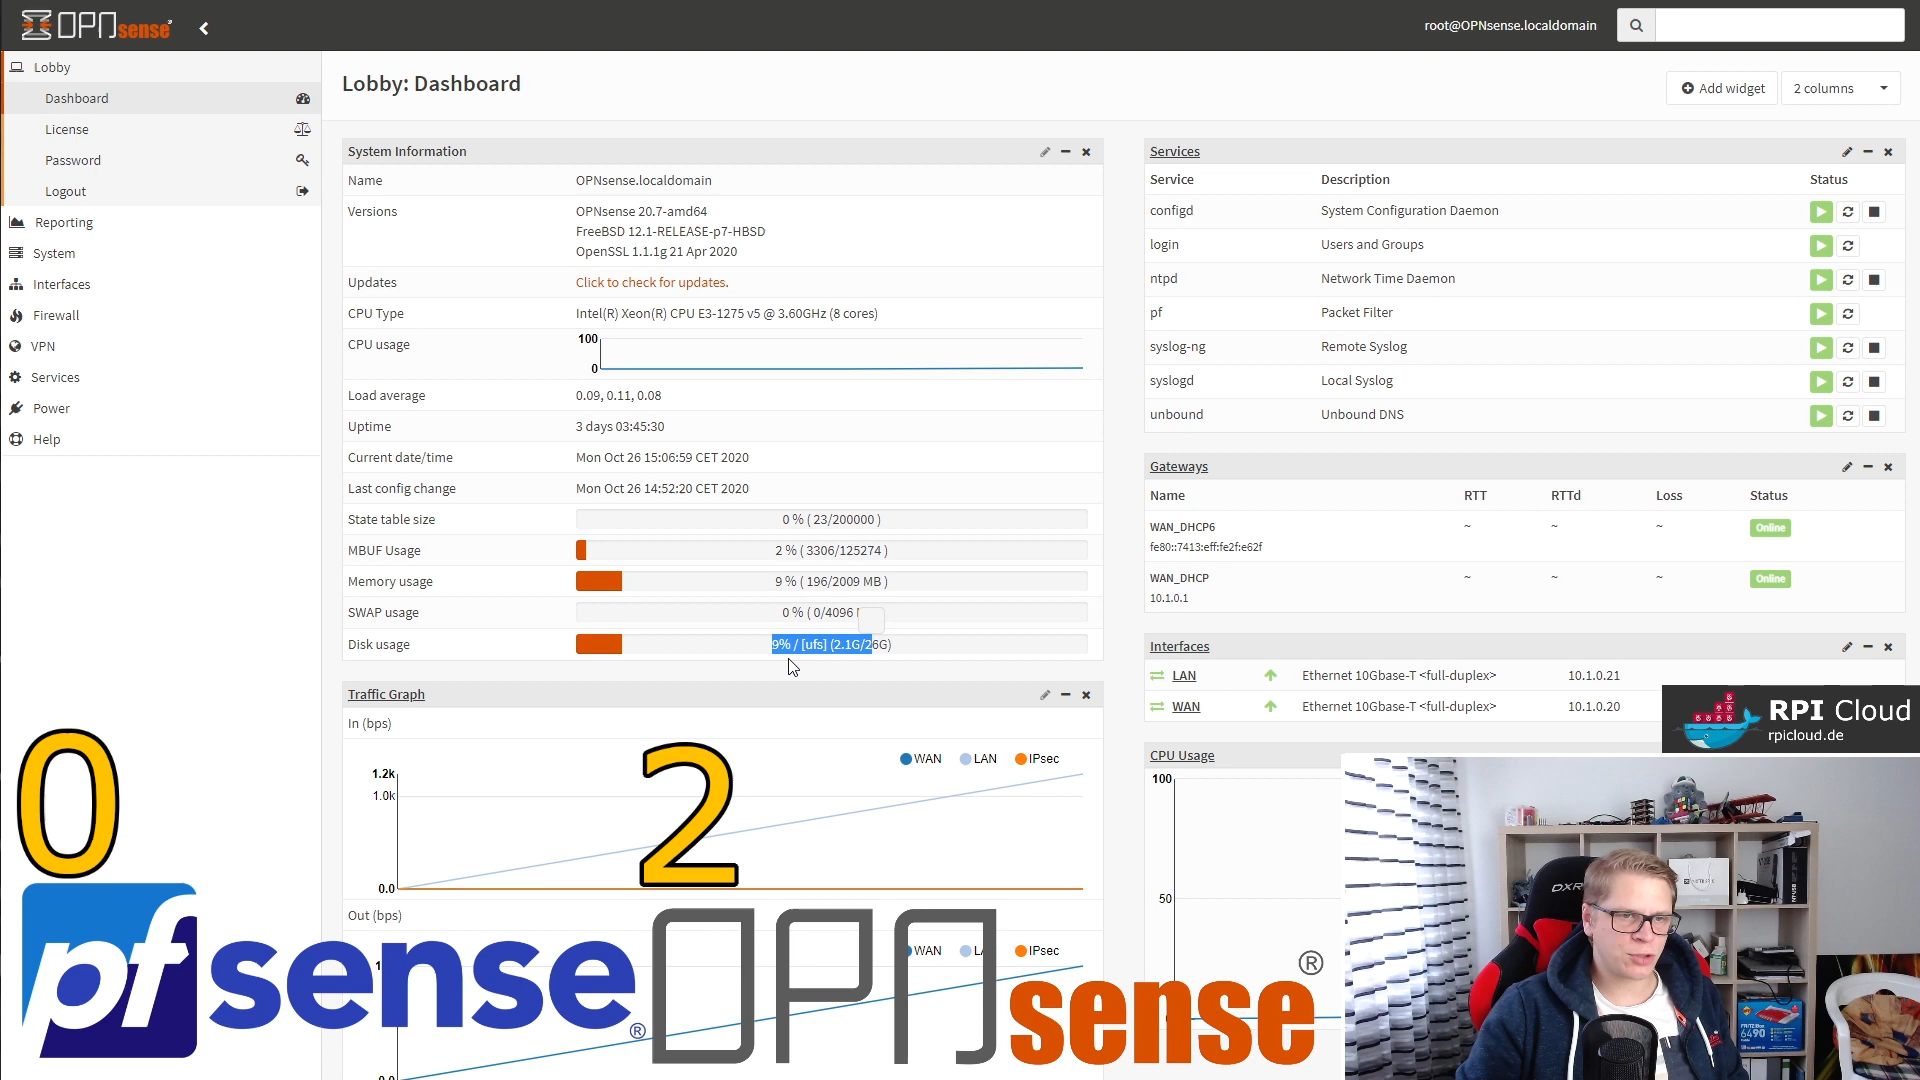 OPNsense
root@OPNsense.localdomain
Lobby
Dashboard
License
Password
Logout
Reporting
System
Interfaces
Firewall
VPN
Services
Power
Help
Lobby: Dashboard
Add widget
2 columns
System Information
Name OPNsense.localdomain
Versions OPNsense 20.7-amd64
FreeBSD 12.1-RELEASE-p7-HBSD
OpenSSL 1.1.1g 21 Apr 2020
Updates Click to check for updates.
CPU Type Intel(R) Xeon(R) CPU E3-1275 v5 @ 3.60GHz (8 cores)
CPU usage 100
0
Load average 0.09, 0.11, 0.08
Uptime 3 days 03:45:30
Current date/time Mon Oct 26 15:06:59 CET 2020
Last config change Mon Oct 26 14:52:20 CET 2020
State table size 0 % ( 23/200000 )
MBUF Usage 2 % ( 3306/125274 )
Memory usage 9 % ( 196/2009 MB )
SWAP usage 0 % ( 0/4096
Disk usage 9% / [ufs] (2.1G/26G)
Traffic Graph
In (bps)
WAN LAN IPsec
1.2k
1.0k
0.0
Out (bps)
WAN IPsec
0.0
Services
Service Description Status
configd System Configuration Daemon
login Users and Groups
ntpd Network Time Daemon
pf Packet Filter
syslog-ng Remote Syslog
syslogd Local Syslog
unbound Unbound DNS
Gateways
Name RTT RTTd Loss Status
WAN_DHCP6 ~ ~ ~ Online
fe80::7413:eff:fe2f:e62f
WAN_DHCP ~ ~ ~ Online
10.1.0.1
Interfaces
LAN Ethernet 10Gbase-T <full-duplex> 10.1.0.21
WAN Ethernet 10Gbase-T <full-duplex> 10.1.0.20
CPU Usage
100
50
RPI Cloud
rpicloud.de
0
2
pfsense®
OPNsense®
DXR
FRITZ!Box
6490